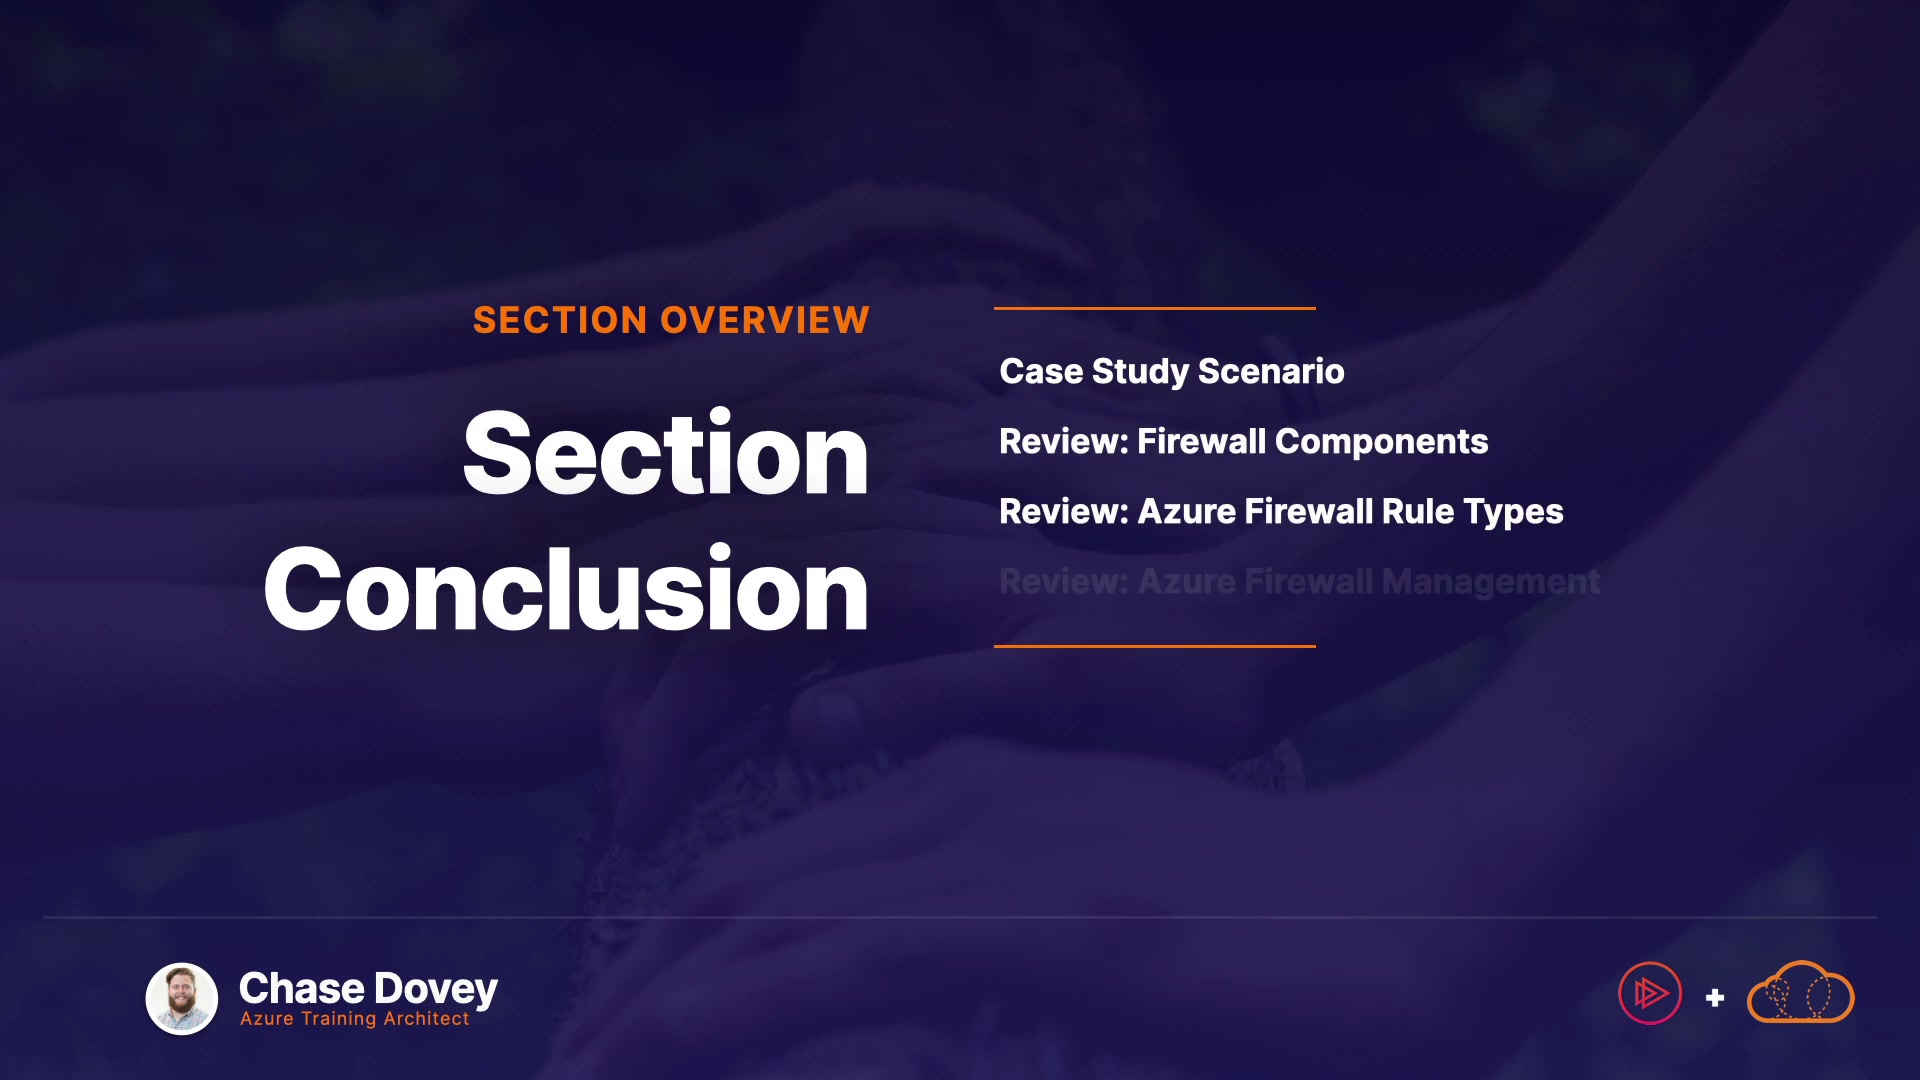 SECTION OVERVIEW
Section
Conclusion
Case Study Scenario
Review: Firewall Components
Review: Azure Firewall Rule Types
Review: Azure Firewall Management
Chase Dovey
Azure Training Architect